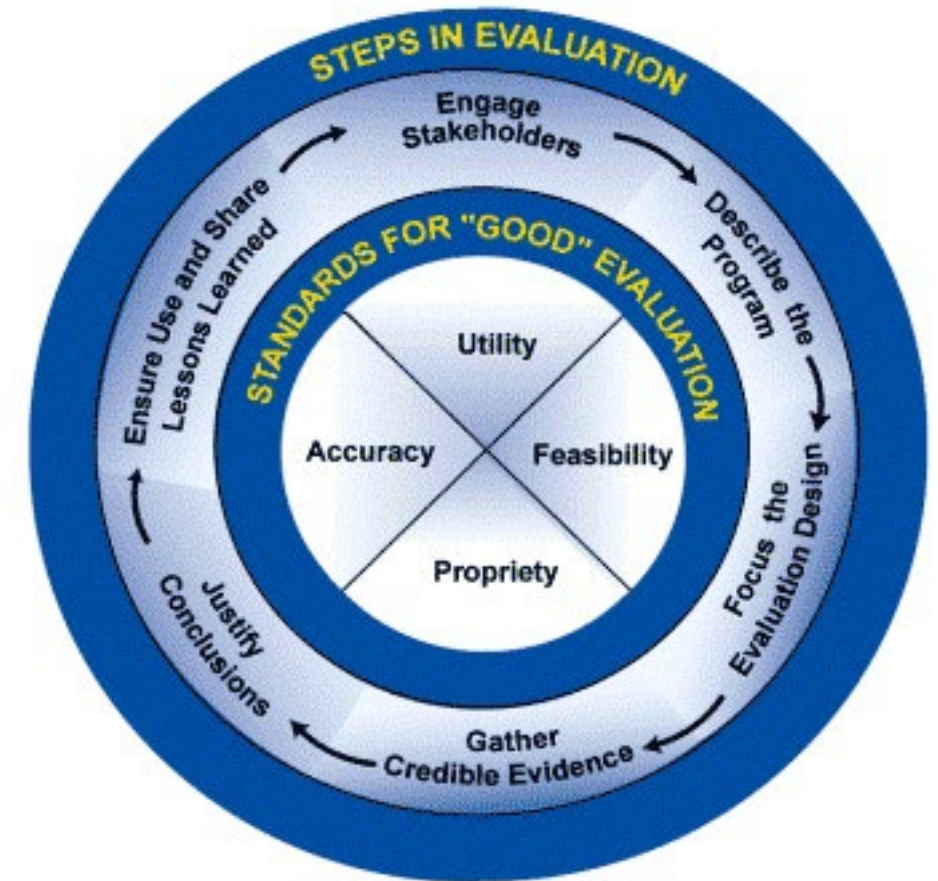 STEPS IN EVALUATION
Engage
Stakeholders
Describe the
Program
Focus the
Evaluation Design
Gather
Credible Evidence
Justify
Conclusions
Ensure Use and Share
Lessons Learned
STANDARDS FOR "GOOD" EVALUATION
Utility
Feasibility
Propriety
Accuracy